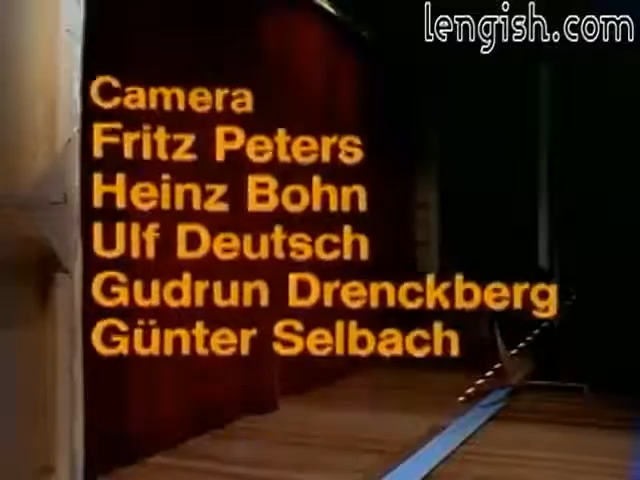 lengish.com
Camera
Fritz Peters
Heinz Bohn
Ulf Deutsch
Gudrun Drenckberg
Günter Selbach